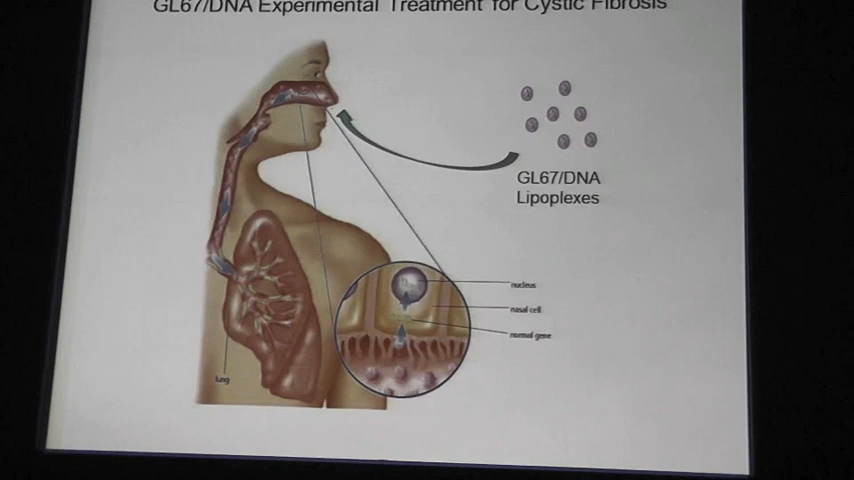 GL67/DNA Experimental Treatment for Cystic Fibrosis
GL67/DNA
Lipoplexes
nucleus
nasal cell
normal gene
lung